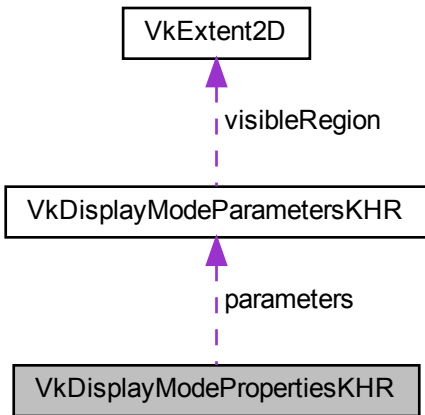 VkExtent2D
visibleRegion
VkDisplayModeParametersKHR
parameters
VkDisplayModePropertiesKHR